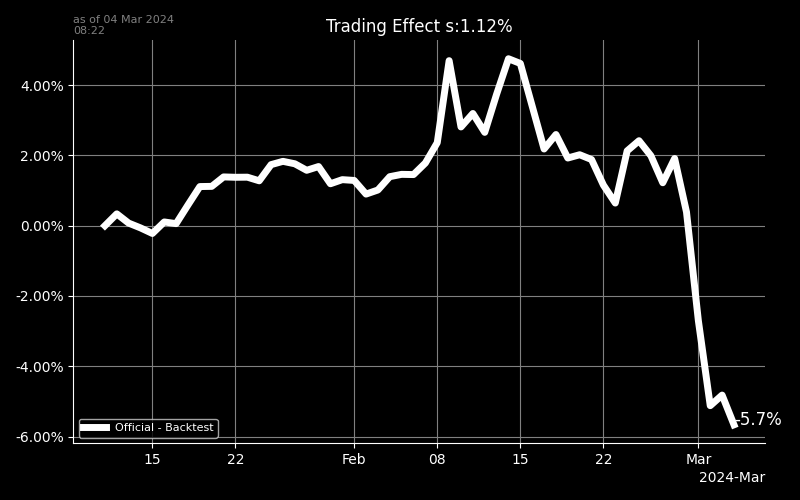 as of 04 Mar 2024
08:22
Trading Effect s:1.12%
4.00%
2.00%
0.00%
-2.00%
-4.00%
-6.00%
-5.7%
Official - Backtest
15 22 Feb 08 15 22 Mar
2024-Mar